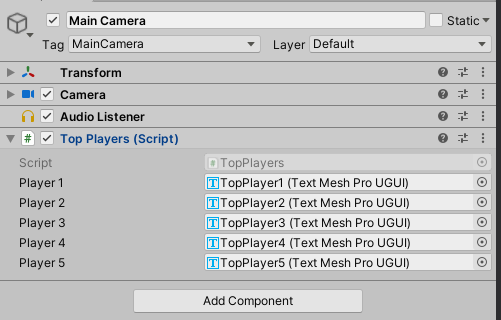 Main Camera Static
Tag MainCamera Layer Default
Transform
Camera
Audio Listener
# Top Players (Script)
Script # TopPlayers
Player 1 TopPlayer1 (Text Mesh Pro UGUI)
Player 2 TopPlayer2 (Text Mesh Pro UGUI)
Player 3 TopPlayer3 (Text Mesh Pro UGUI)
Player 4 TopPlayer4 (Text Mesh Pro UGUI)
Player 5 TopPlayer5 (Text Mesh Pro UGUI)
Add Component